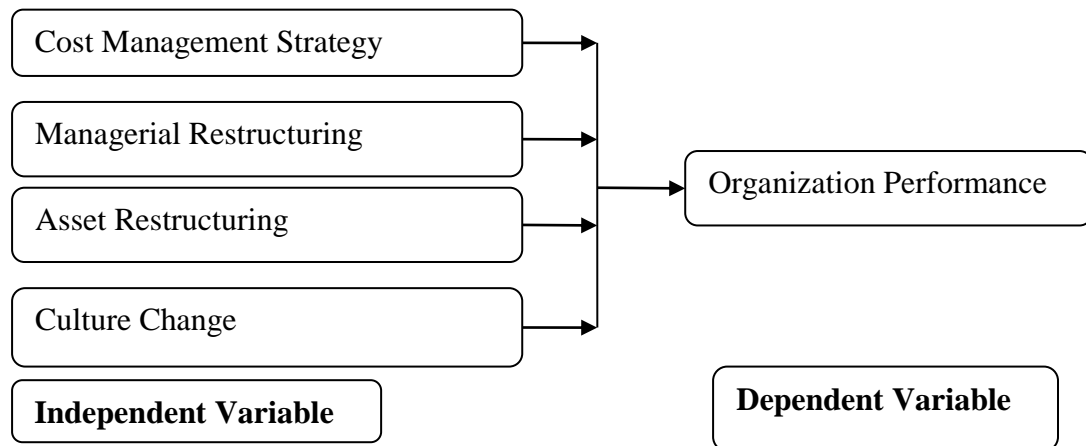 Cost Management Strategy
Managerial Restructuring
Asset Restructuring
Culture Change
Organization Performance
Independent Variable
Dependent Variable